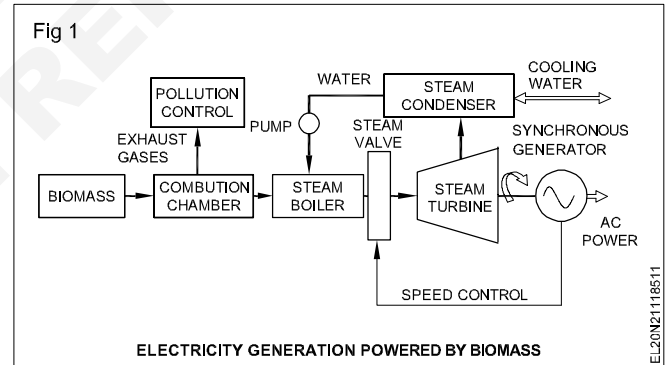 Fig 1
POLLUTION
CONTROL
EXHAUST
GASES
BIOMASS
COMBUTION
CHAMBER
WATER
PUMP
STEAM
BOILER
STEAM
VALVE
STEAM
CONDENSER
COOLING
WATER
STEAM
TURBINE
SYNCHRONOUS
GENERATOR
AC
POWER
SPEED CONTROL
ELECTRICITY GENERATION POWERED BY BIOMASS
EL20N21118511